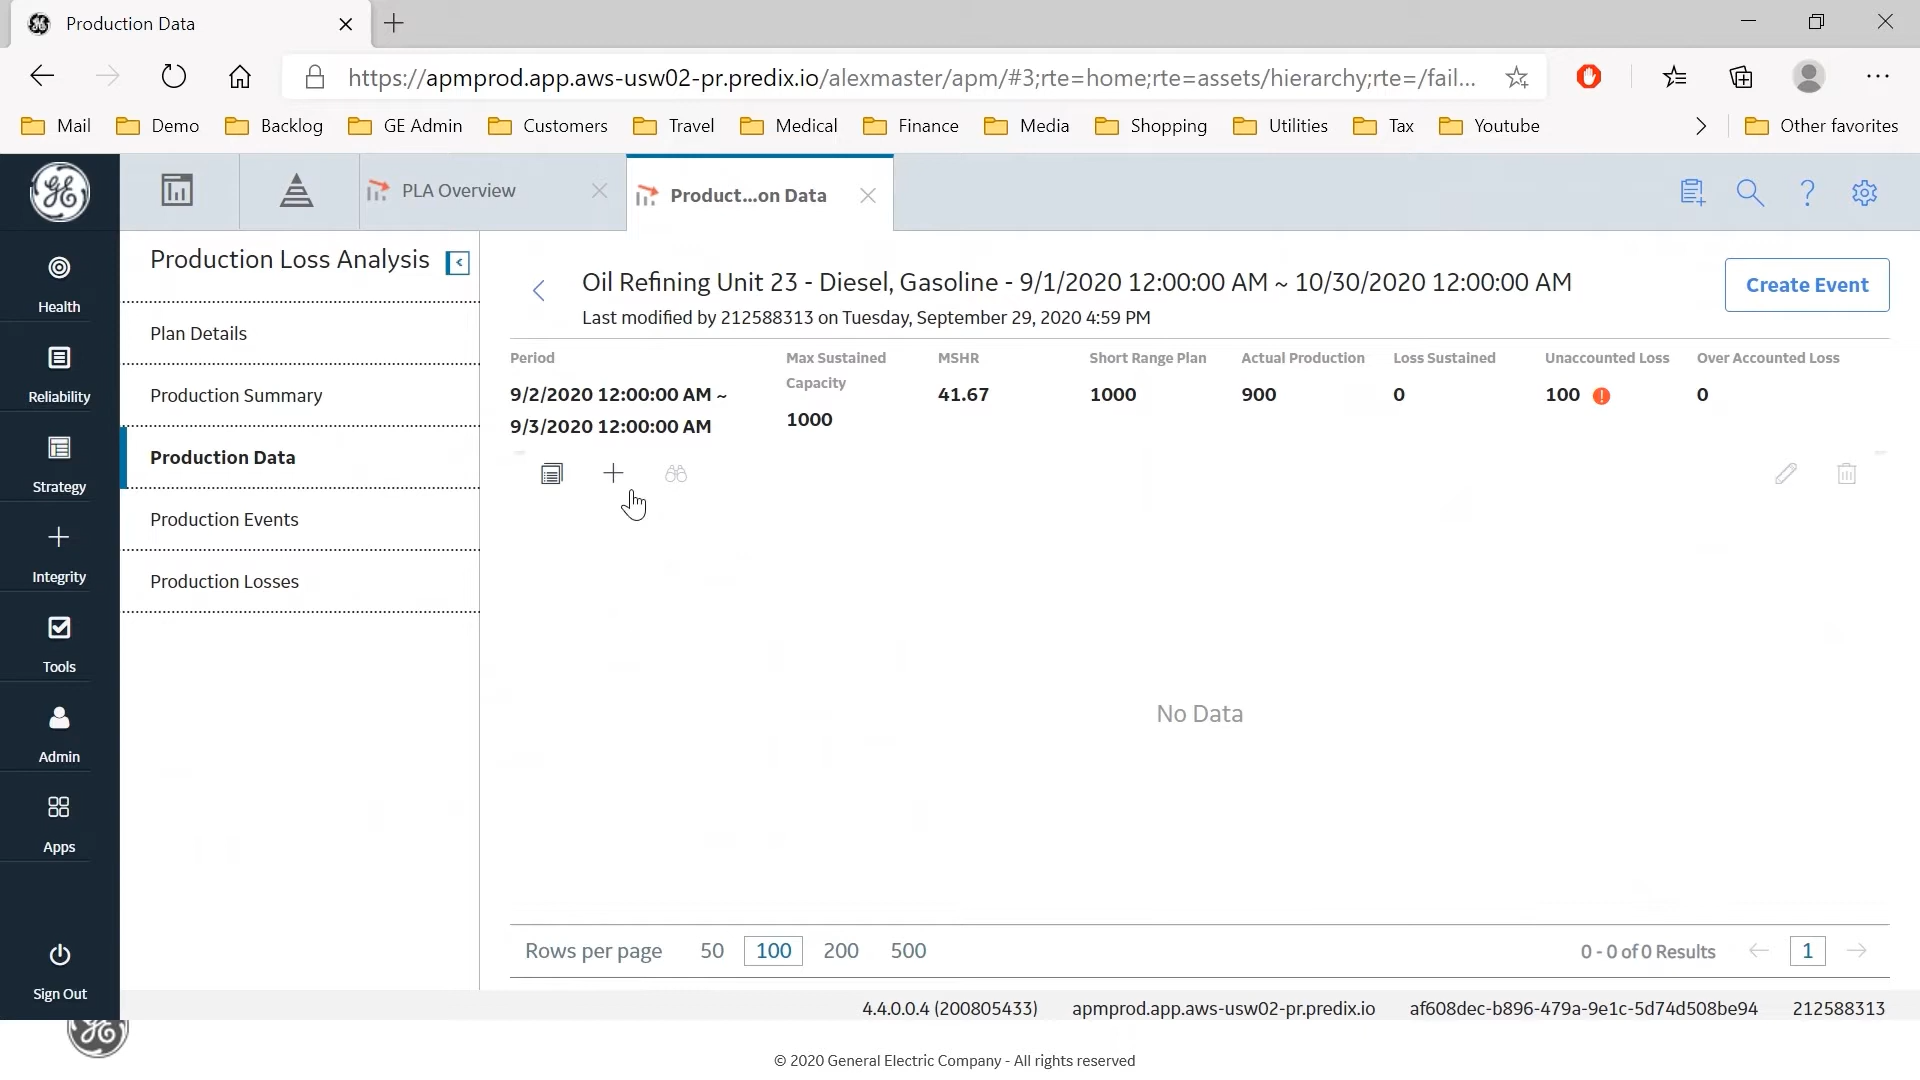 Production Data
https://apmprod.app.aws-usw02-pr.predix.io/alexmaster/apm/#3;rte=home;rte=assets/hierarchy;rte=/fail...
Mail Demo Backlog GE Admin Customers Travel Medical Finance Media Shopping Utilities Tax Youtube Other favorites
PLA Overview Product...on Data
Production Loss Analysis
Plan Details
Production Summary
Production Data
Production Events
Production Losses
Health
Reliability
Strategy
Integrity
Tools
Admin
Apps
Sign Out
Oil Refining Unit 23 - Diesel, Gasoline - 9/1/2020 12:00:00 AM ~ 10/30/2020 12:00:00 AM
Last modified by 212588313 on Tuesday, September 29, 2020 4:59 PM
Create Event
Period
9/2/2020 12:00:00 AM ~
9/3/2020 12:00:00 AM
Max Sustained
Capacity
1000
MSHR
41.67
Short Range Plan
1000
Actual Production
900
Loss Sustained
0
Unaccounted Loss
100
Over Accounted Loss
0
No Data
Rows per page 50 100 200 500
0 - 0 of 0 Results 1
4.4.0.0.4 (200805433) apmprod.app.aws-usw02-pr.predix.io af608dec-b896-479a-9e1c-5d74d508be94 212588313
© 2020 General Electric Company - All rights reserved